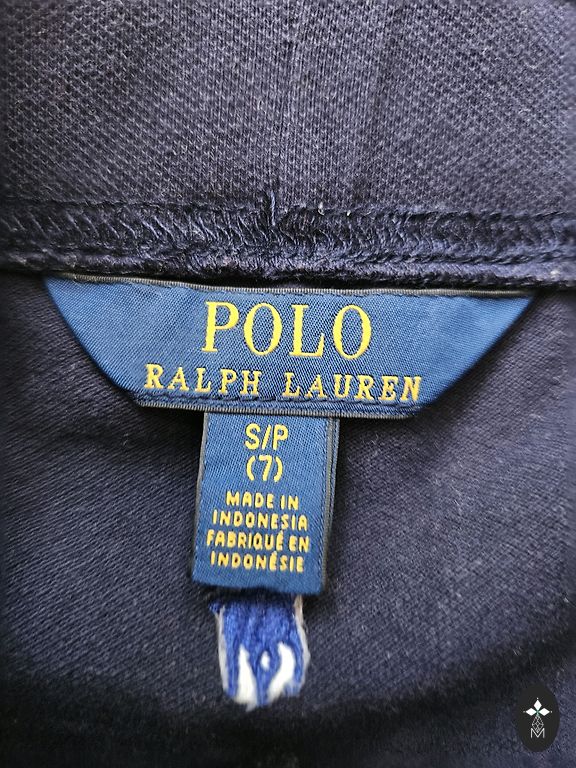 POLO
RALPH LAUREN
S/P
(7)
MADE IN
INDONESIA
FABRIQUÉ EN
INDONÉSIE
M